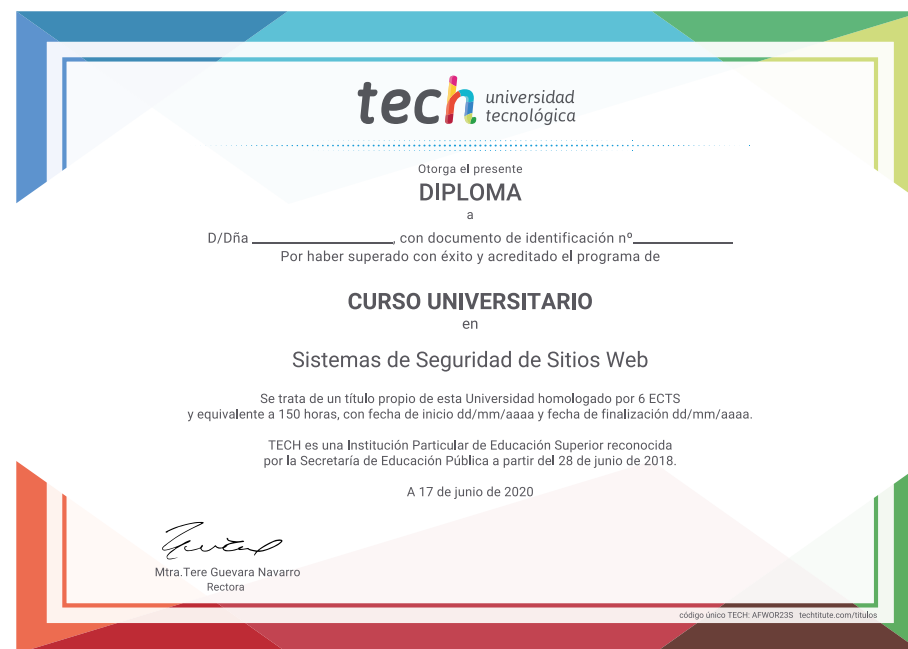 tech universidad
tecnológica
Otorga el presente
DIPLOMA
a
D/Dña ________________, con documento de identificación nº____________
Por haber superado con éxito y acreditado el programa de
CURSO UNIVERSITARIO
en
Sistemas de Seguridad de Sitios Web
Se trata de un título propio de esta Universidad homologado por 6 ECTS
y equivalente a 150 horas, con fecha de inicio dd/mm/aaaa y fecha de finalización dd/mm/aaaa.
TECH es una Institución Particular de Educación Superior reconocida
por la Secretaría de Educación Pública a partir del 28 de junio de 2018.
A 17 de junio de 2020
Mtra.Tere Guevara Navarro
Rectora
código único TECH: AFWOR23S techtitute.com/titulos